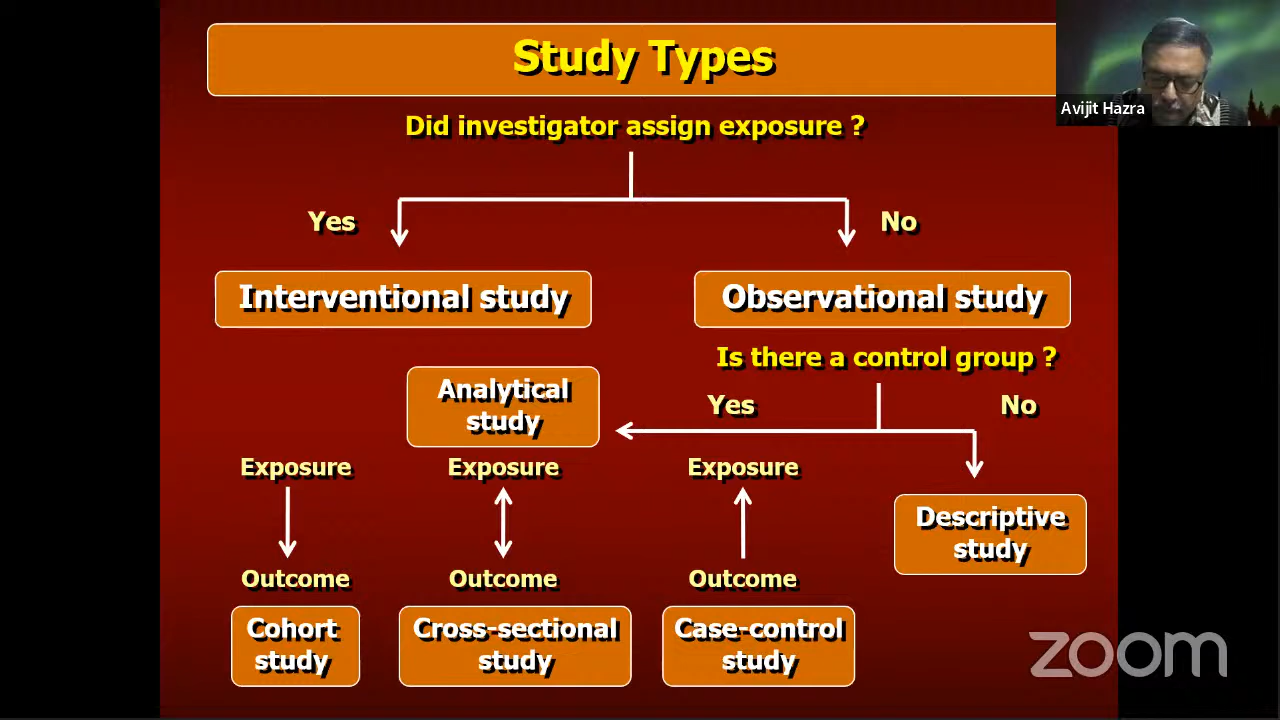 Study Types
Avijit Hazra
Did investigator assign exposure ?
Yes
No
Interventional study
Observational study
Is there a control group ?
Analytical
study
Yes
No
Exposure
Exposure
Exposure
Descriptive
study
Outcome
Outcome
Outcome
Cohort
study
Cross-sectional
study
Case-control
study
zoom